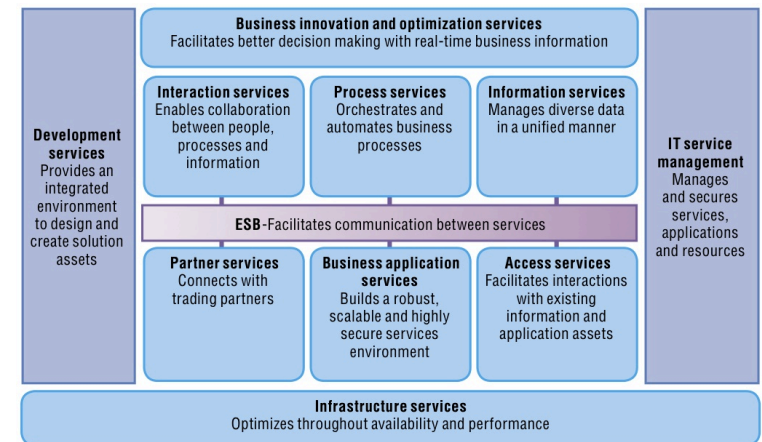 Business innovation and optimization services
Facilitates better decision making with real-time business information
Development
services
Provides an
integrated
environment
to design and
create solution
assets
Interaction services
Enables collaboration
between people,
processes and
information
Process services
Orchestrates and
automates business
processes
Information services
Manages diverse data
in a unified manner
IT service
management
Manages
and secures
services,
applications
and resources
ESB-Facilitates communication between services
Partner services
Connects with
trading partners
Business application
services
Builds a robust,
scalable and highly
secure services
environment
Access services
Facilitates interactions
with existing
information and
application assets
Infrastructure services
Optimizes throughout availability and performance